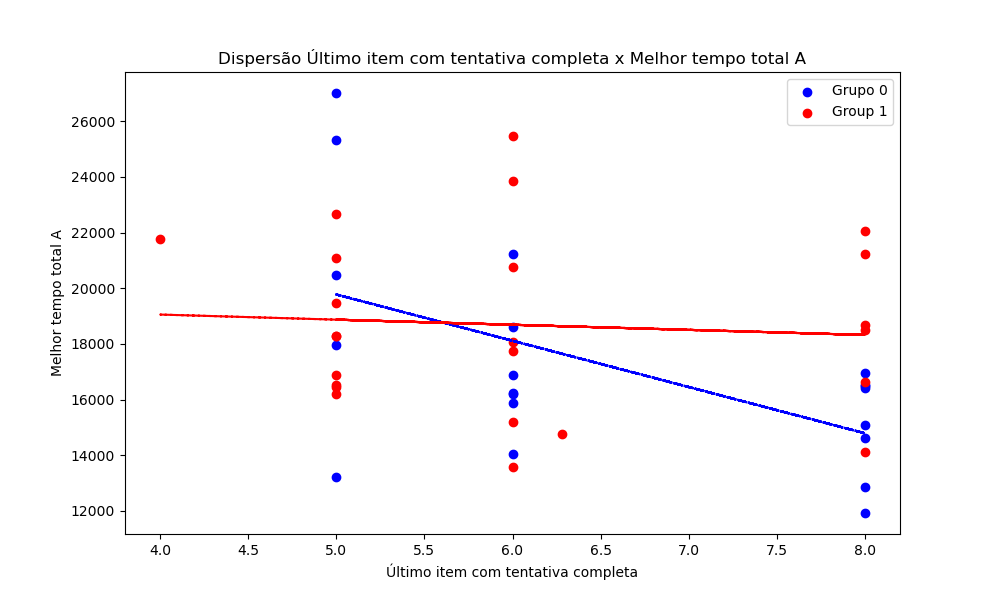 Dispersão Último item com tentativa completa x Melhor tempo total A
Grupo 0
Group 1
Melhor tempo total A
26000
24000
22000
20000
18000
16000
14000
12000
4.0 4.5 5.0 5.5 6.0 6.5 7.0 7.5 8.0
Último item com tentativa completa